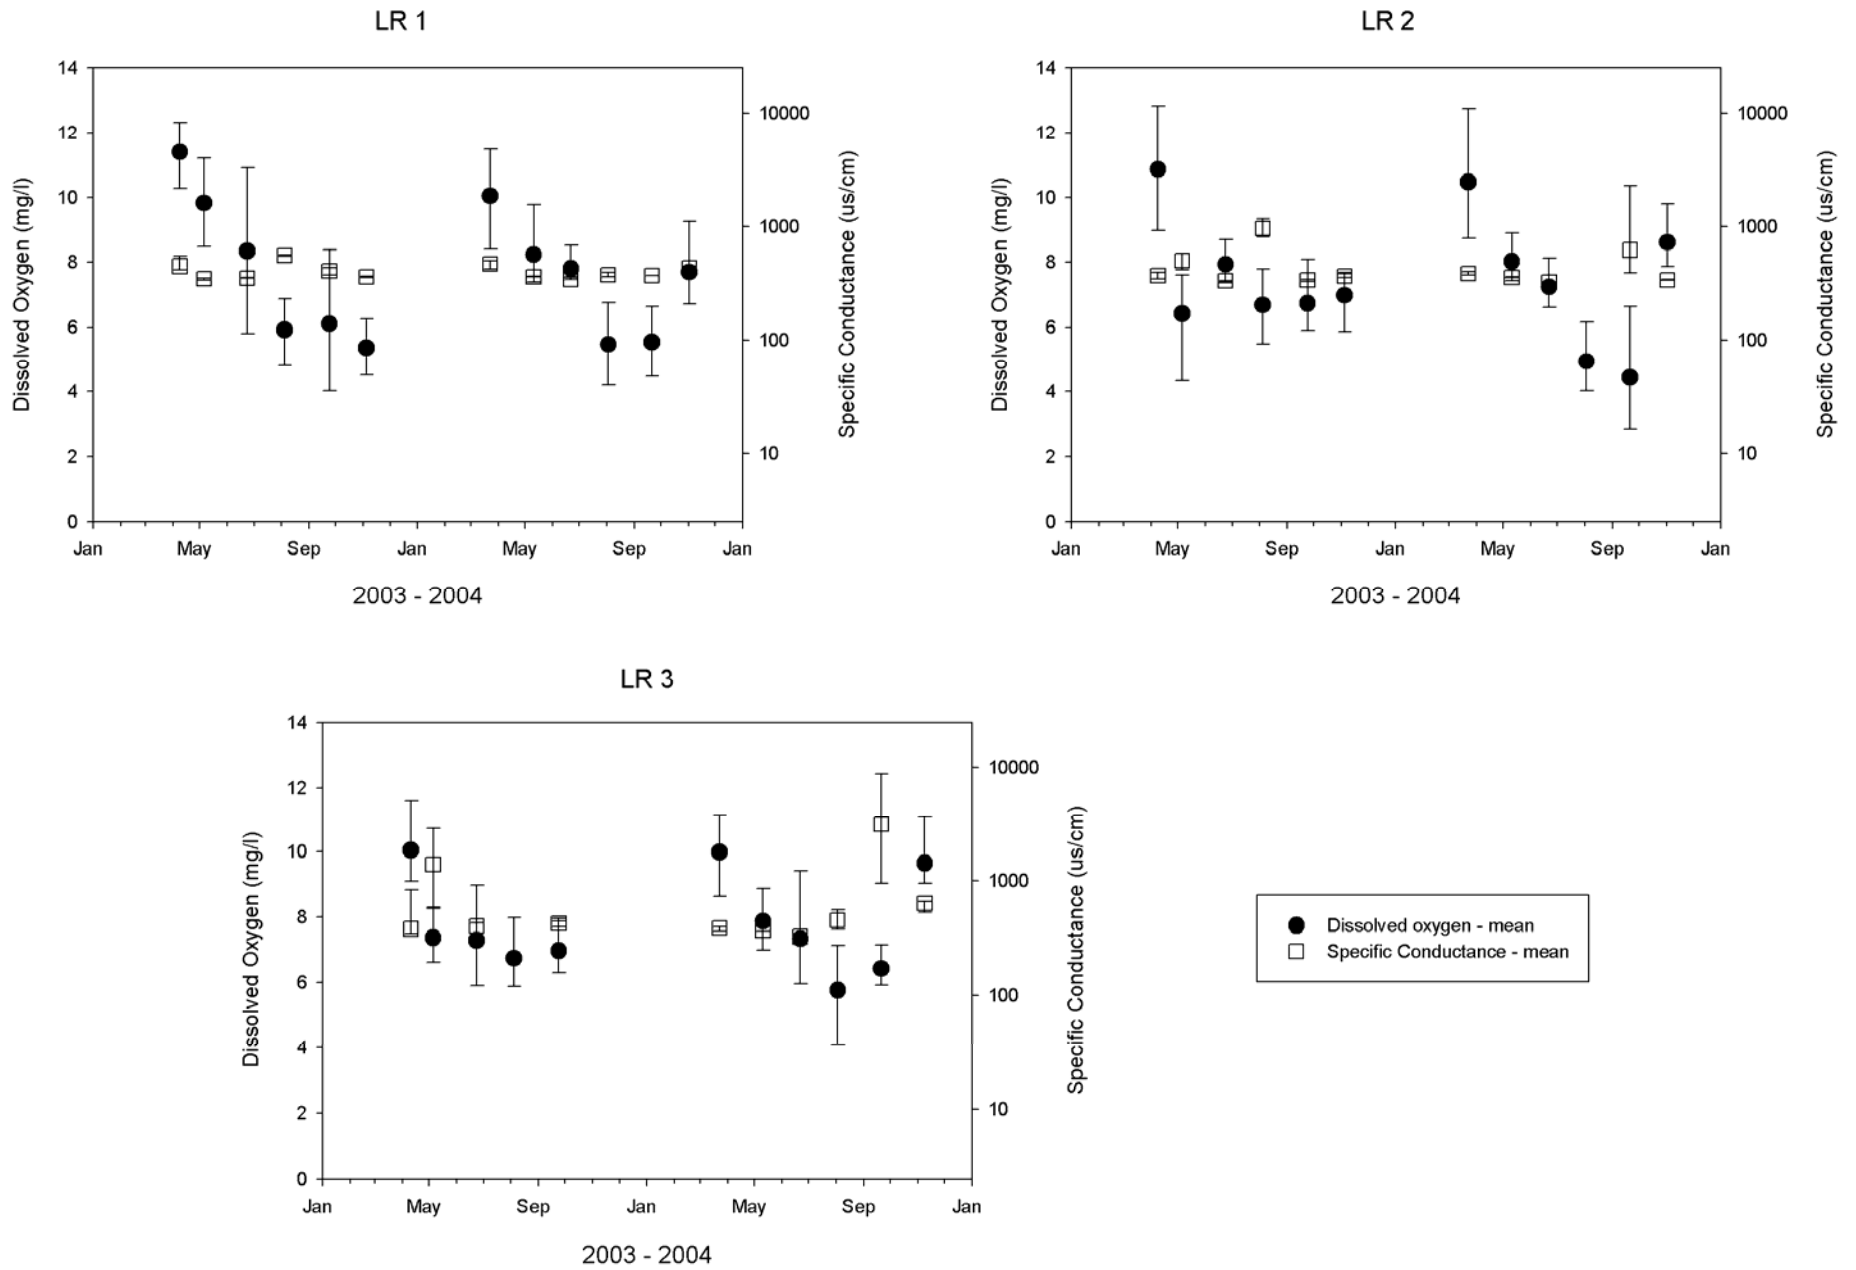 LR 1
14
12
10
8
6
4
2
0
Dissolved Oxygen (mg/l)
10000
1000
100
10
Specific Conductance (us/cm)
Jan May Sep Jan May Sep Jan
2003 - 2004
LR 2
14
12
10
8
6
4
2
0
Dissolved Oxygen (mg/l)
10000
1000
100
10
Specific Conductance (us/cm)
Jan May Sep Jan May Sep Jan
2003 - 2004
LR 3
14
12
10
8
6
4
2
0
Dissolved Oxygen (mg/l)
10000
1000
100
10
Specific Conductance (us/cm)
Jan May Sep Jan May Sep Jan
2003 - 2004
Dissolved oxygen - mean
Specific Conductance - mean